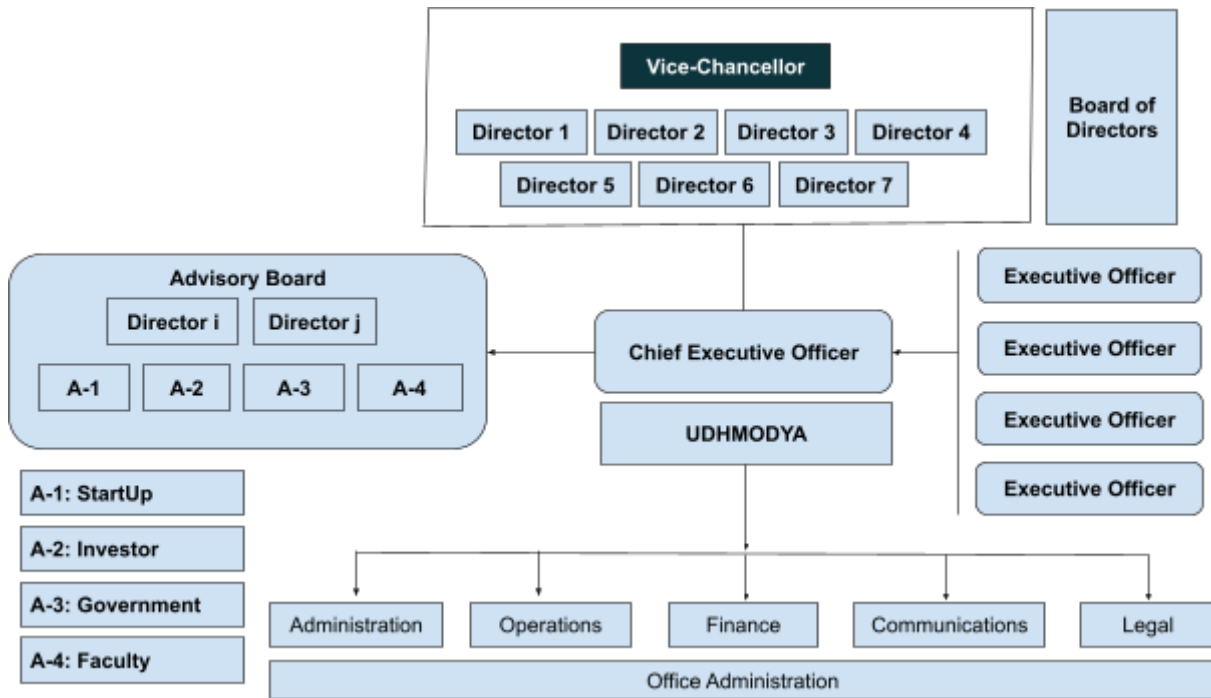 Vice-Chancellor
Director 1
Director 2
Director 3
Director 4
Director 5
Director 6
Director 7
Board of
Directors
Advisory Board
Director i
Director j
A-1
A-2
A-3
A-4
Chief Executive Officer
UDHMODYA
Executive Officer
Executive Officer
Executive Officer
Executive Officer
A-1: StartUp
A-2: Investor
A-3: Government
A-4: Faculty
Administration
Operations
Finance
Communications
Legal
Office Administration